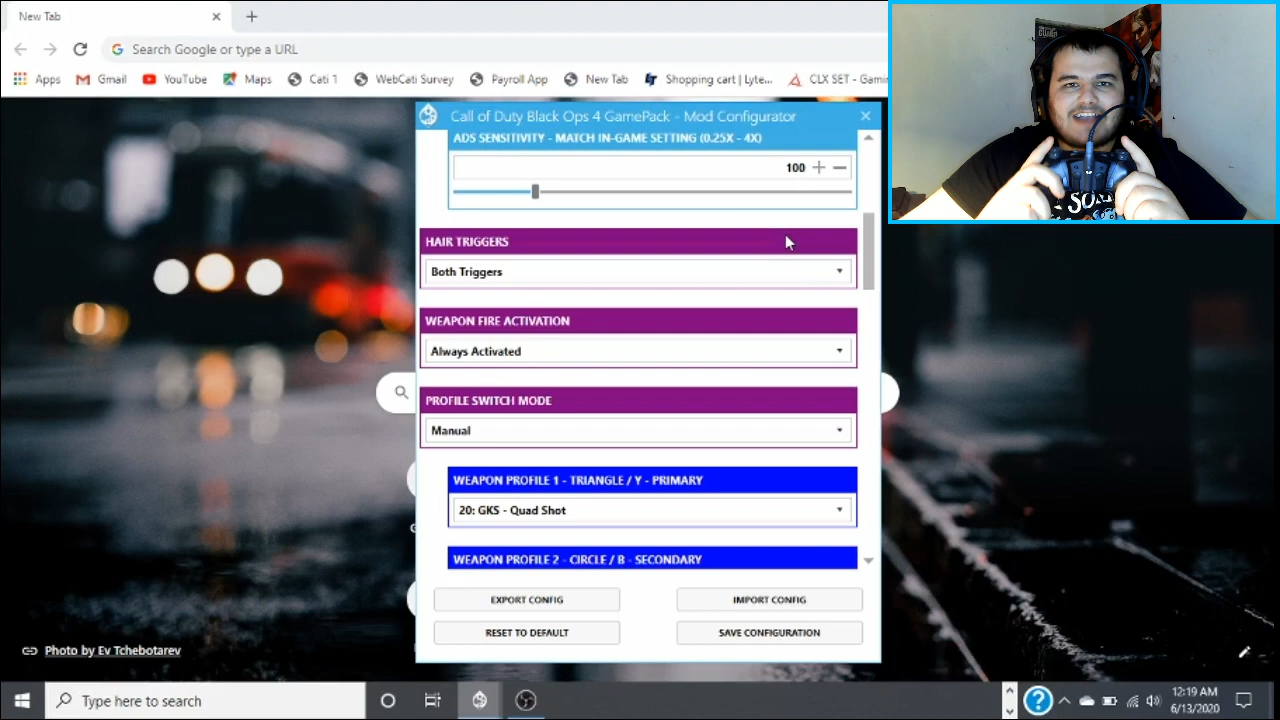 New Tab
Search Google or type a URL
Apps Gmail YouTube Maps Cati 1 WebCati Survey Payroll App New Tab Shopping cart | Lyte... CLX SET - Gami
Call of Duty Black Ops 4 GamePack - Mod Configurator
ADS SENSITIVITY - MATCH IN-GAME SETTING (0.25X - 4X)
100
HAIR TRIGGERS
Both Triggers
WEAPON FIRE ACTIVATION
Always Activated
PROFILE SWITCH MODE
Manual
WEAPON PROFILE 1 - TRIANGLE / Y - PRIMARY
20: GKS - Quad Shot
WEAPON PROFILE 2 - CIRCLE / B - SECONDARY
EXPORT CONFIG IMPORT CONFIG
RESET TO DEFAULT SAVE CONFIGURATION
Photo by Ev Tchebotarev
Type here to search
12:19 AM
6/13/2020